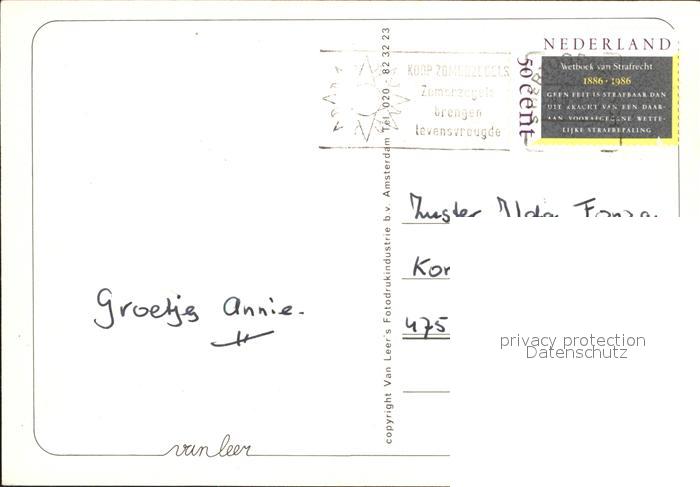 NEDERLAND
50 cent
Wetboek van Strafrecht
1886 · 1986
GEEN FEIT IS STRAFBAAR DAN
UIT KRACHT VAN EEN DAAR-
AAN VOORAFGEGANE WETTE-
LIJKE STRAFBEPALING
KOOP ZOMERZEGELS
Zomerzegels
brengen
levensvreugde
copyright Van Leer's Fotodrukindustrie b.v. Amsterdam Tel. 020 - 82 32 23
Groetjes Annie.
Zuster
Kor
475
privacy protection
Datenschutz
van leer